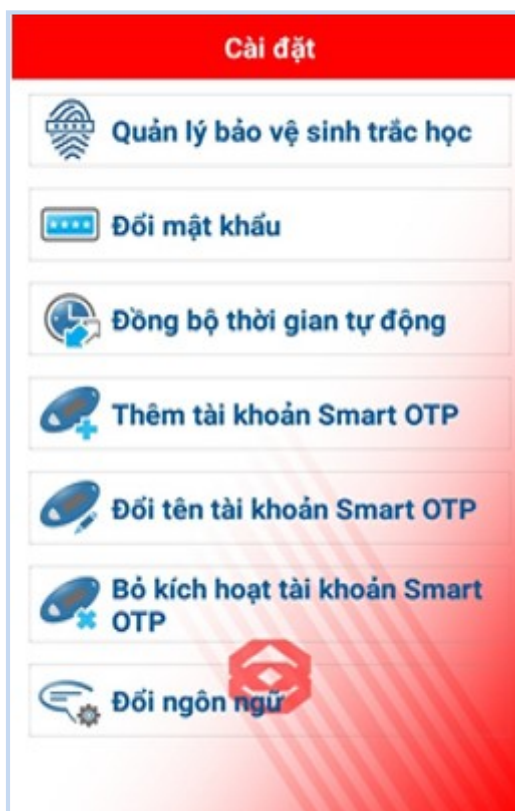 Cài đặt
Quản lý bảo vệ sinh trắc học
Đổi mật khẩu
Đồng bộ thời gian tự động
Thêm tài khoản Smart OTP
Đổi tên tài khoản Smart OTP
Bỏ kích hoạt tài khoản Smart
OTP
Đổi ngôn ngữ